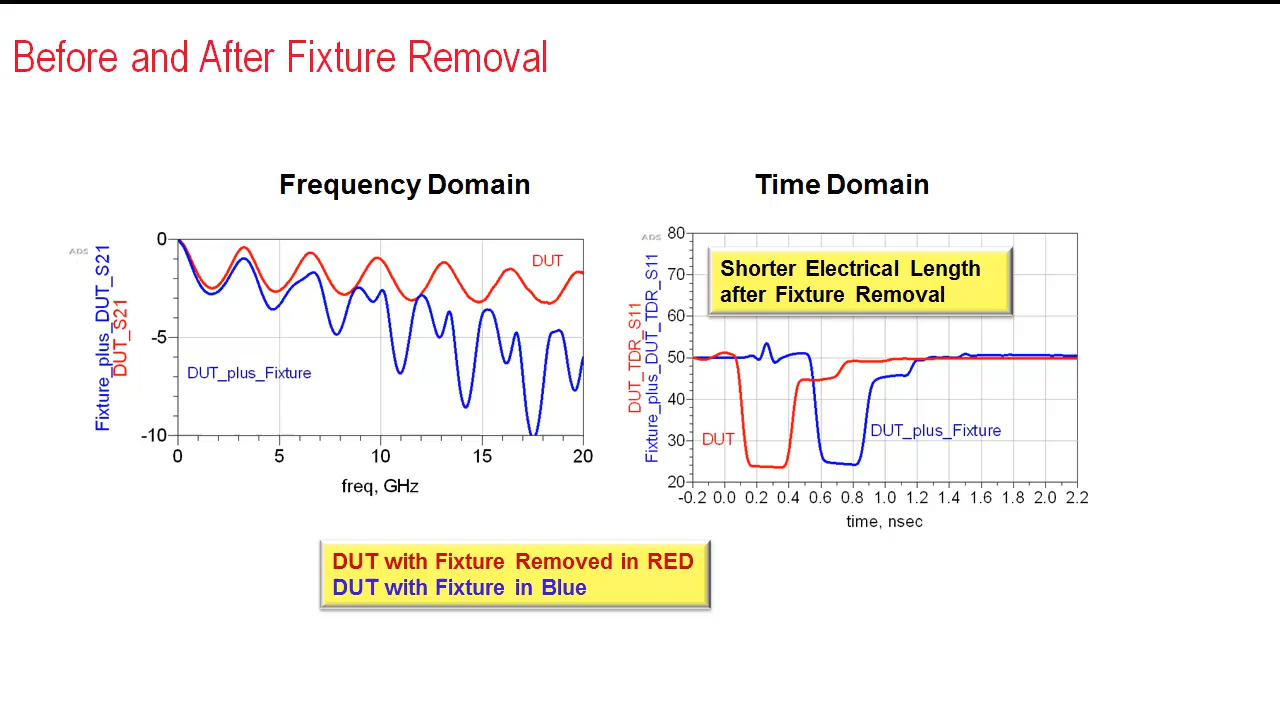 Before and After Fixture Removal
Frequency Domain
Time Domain
ADS
Fixture_plus_DUT_S21
DUT_S21
0
-5
-10
DUT
DUT_plus_Fixture
0 5 10 15 20
freq, GHz
ADS
DUT_TDR_S11
Fixture_plus_DUT_TDR_S11
80
70
60
50
40
30
20
Shorter Electrical Length
after Fixture Removal
DUT
DUT_plus_Fixture
-0.2 0.0 0.2 0.4 0.6 0.8 1.0 1.2 1.4 1.6 1.8 2.0 2.2
time, nsec
DUT with Fixture Removed in RED
DUT with Fixture in Blue